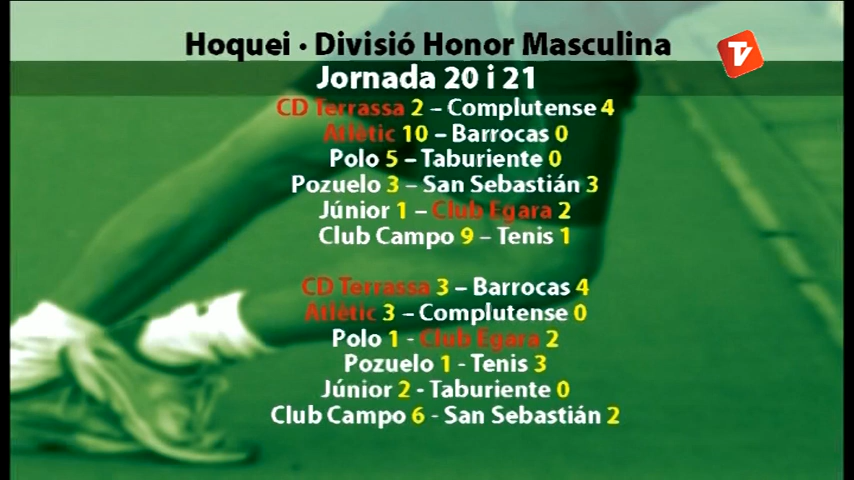 Hoquei · Divisió Honor Masculina
TV
Jornada 20 i 21
CD Terrassa 2 – Complutense 4
Atlètic 10 – Barrocas 0
Polo 5 – Taburiente 0
Pozuelo 3 – San Sebastián 3
Júnior 1 – Club Egara 2
Club Campo 9 – Tenis 1
CD Terrassa 3 – Barrocas 4
Atlètic 3 – Complutense 0
Polo 1 - Club Egara 2
Pozuelo 1 - Tenis 3
Júnior 2 - Taburiente 0
Club Campo 6 - San Sebastián 2